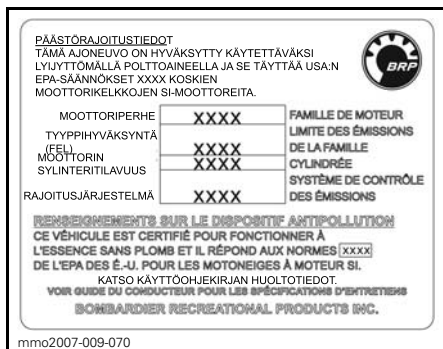 PÄÄSTÖRAJOITUSTIEDOT
TÄMÄ AJONEUVO ON HYVÄKSYTTY KÄYTETTÄVÄKSI
LYIJYTTÖMÄLLÄ POLTTOAINEELLA JA SE TÄYTTÄÄ USA:N
EPA-SÄÄNNÖKSET XXXX KOSKIEN
MOOTTORIKELKKOJEN SI-MOOTTOREITA.
BRP
MOOTTORIPERHE XXXX FAMILLE DE MOTEUR
TYYPPIHYVÄKSYNTÄ LIMITE DES ÉMISSIONS
(FEL) XXXX DE LA FAMILLE
MOOTTORIN XXXX CYLINDRÉE
SYLINTERITILAVUUS SYSTÈME DE CONTRÔLE
RAJOITUSJÄRJESTELMÄ XXXX DES ÉMISSIONS
RENSEIGNEMENTS SUR LE DISPOSITIF ANTIPOLLUTION
CE VÉHICULE EST CERTIFIÉ POUR FONCTIONNER À
L'ESSENCE SANS PLOMB ET IL RÉPOND AUX NORMES XXXX
DE L'EPA DES É.-U. POUR LES MOTONEIGES À MOTEUR SI.
KATSO KÄYTTÖOHJEKIRJAN HUOLTOTIEDOT.
VOIR GUIDE DU CONDUCTEUR POUR LES SPÉCIFICATIONS D'ENTRETIENS
BOMBARDIER RECREATIONAL PRODUCTS INC.
mmo2007-009-070